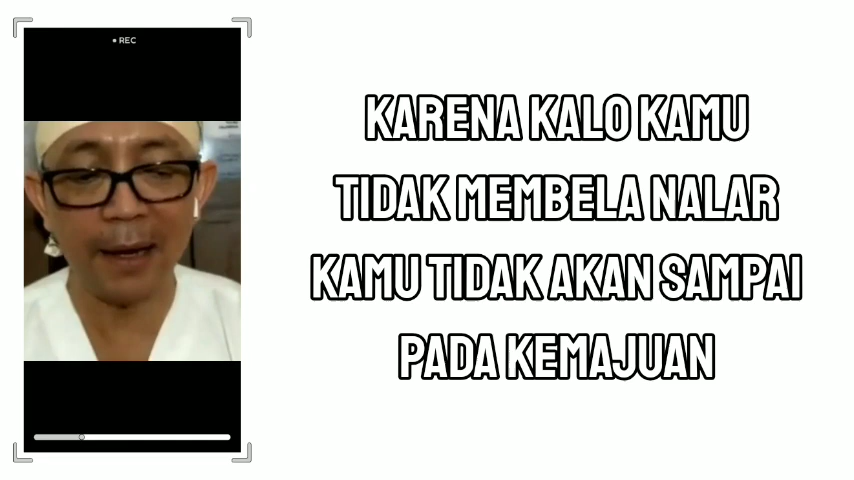 • REC
KARENA KALO KAMU
TIDAK MEMBELA NALAR
KAMU TIDAK AKAN SAMPAI
PADA KEMAJUAN